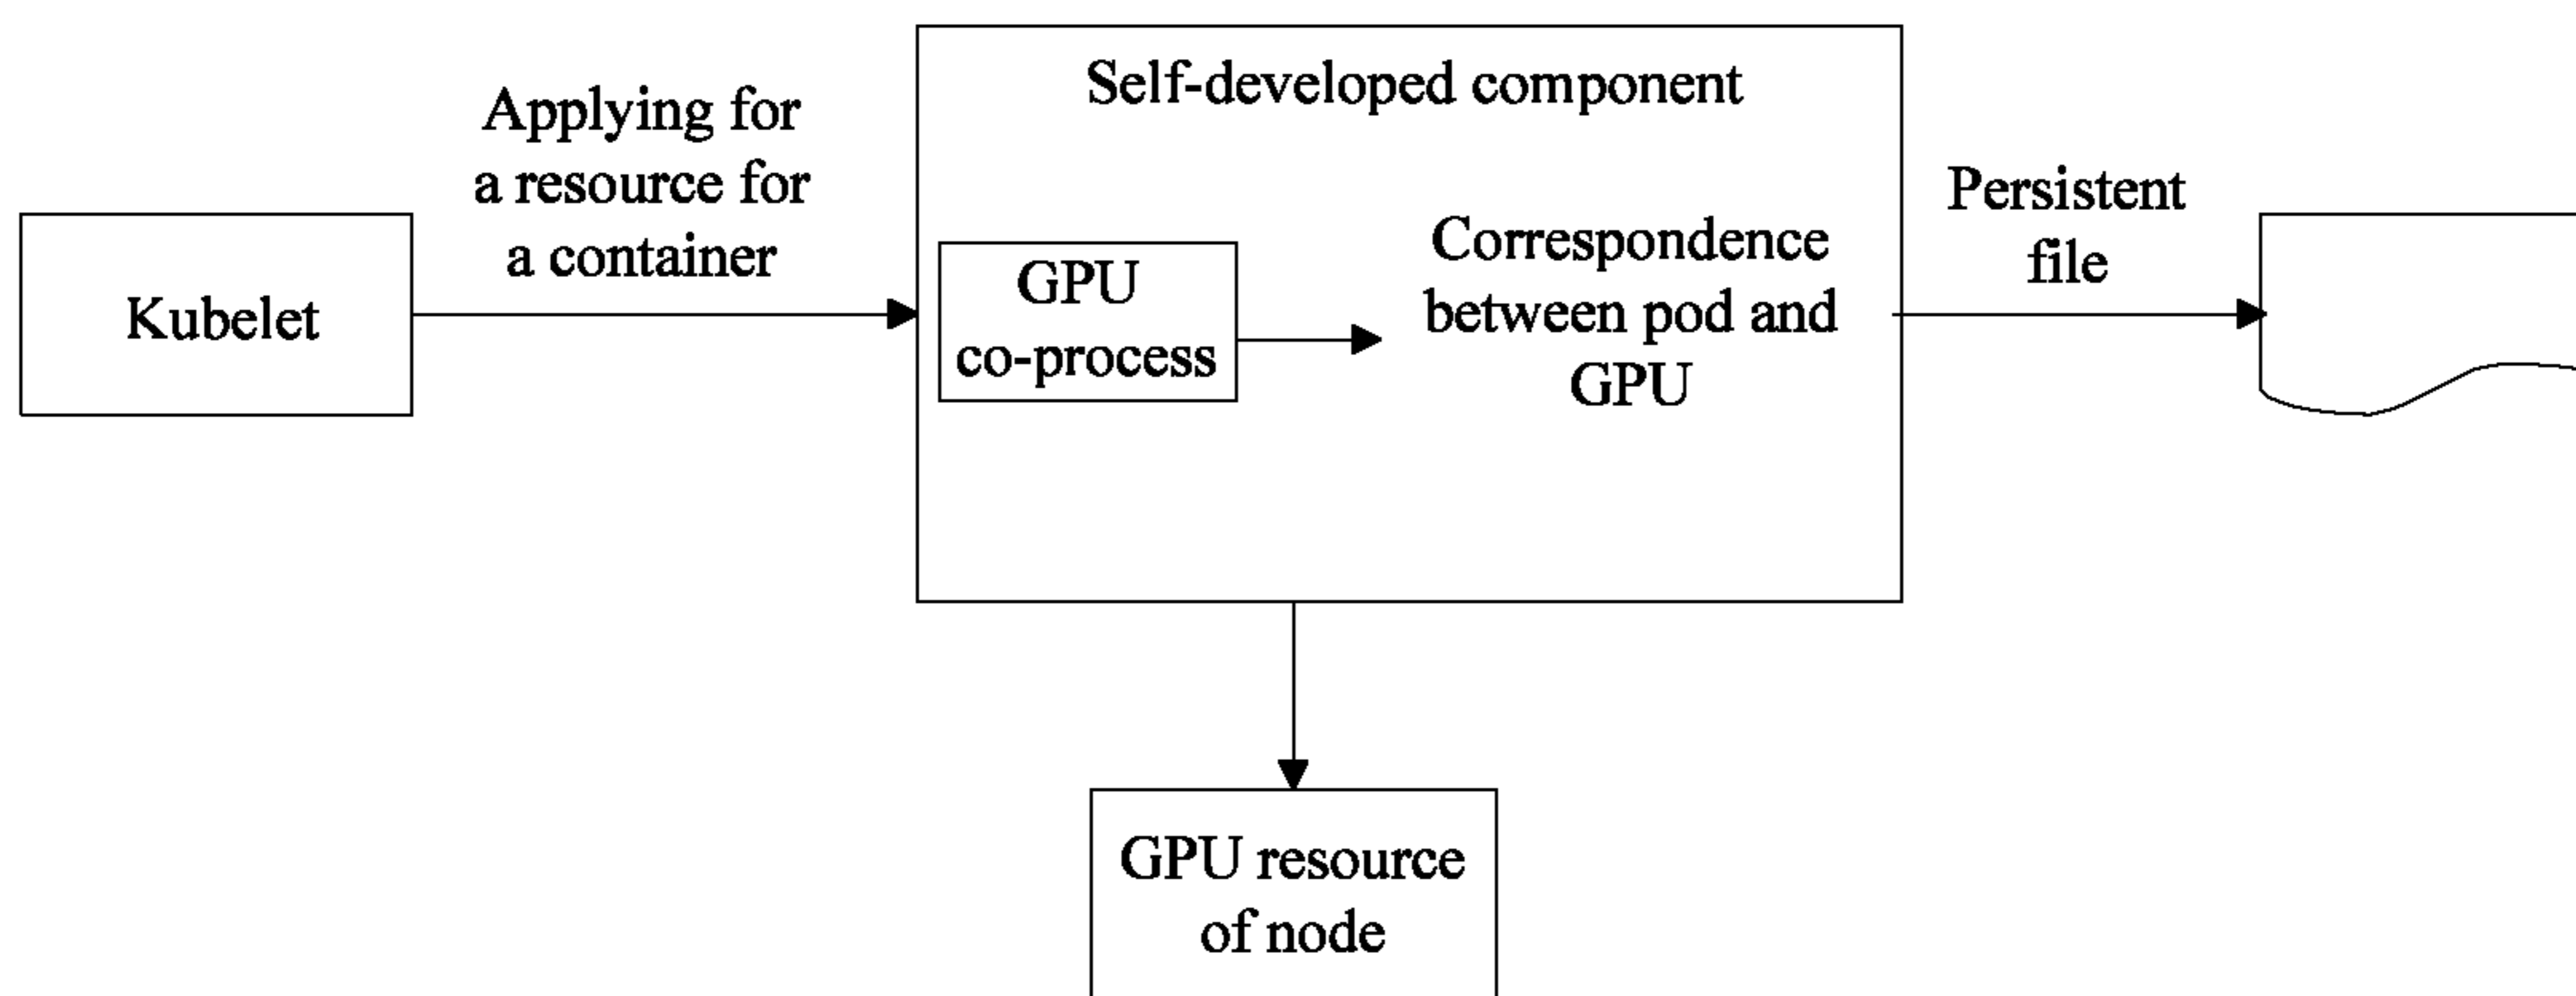 Self-developed component
Applying for
a resource for
a container
Kubelet
GPU
co-process
Correspondence
between pod and
GPU
Persistent
file
GPU resource
of node